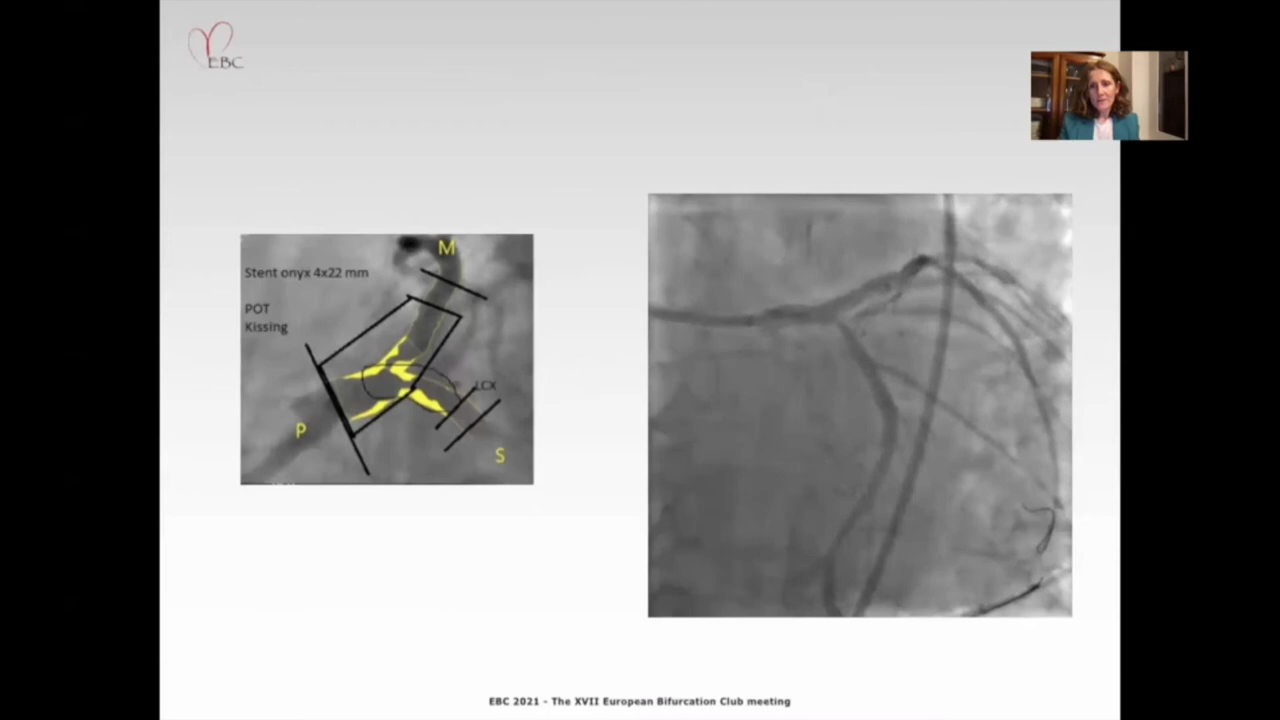 EBC
M
Stent onyx 4x22 mm
POT
Kissing
LCX
P
S
EBC 2021 - The XVII European Bifurcation Club meeting